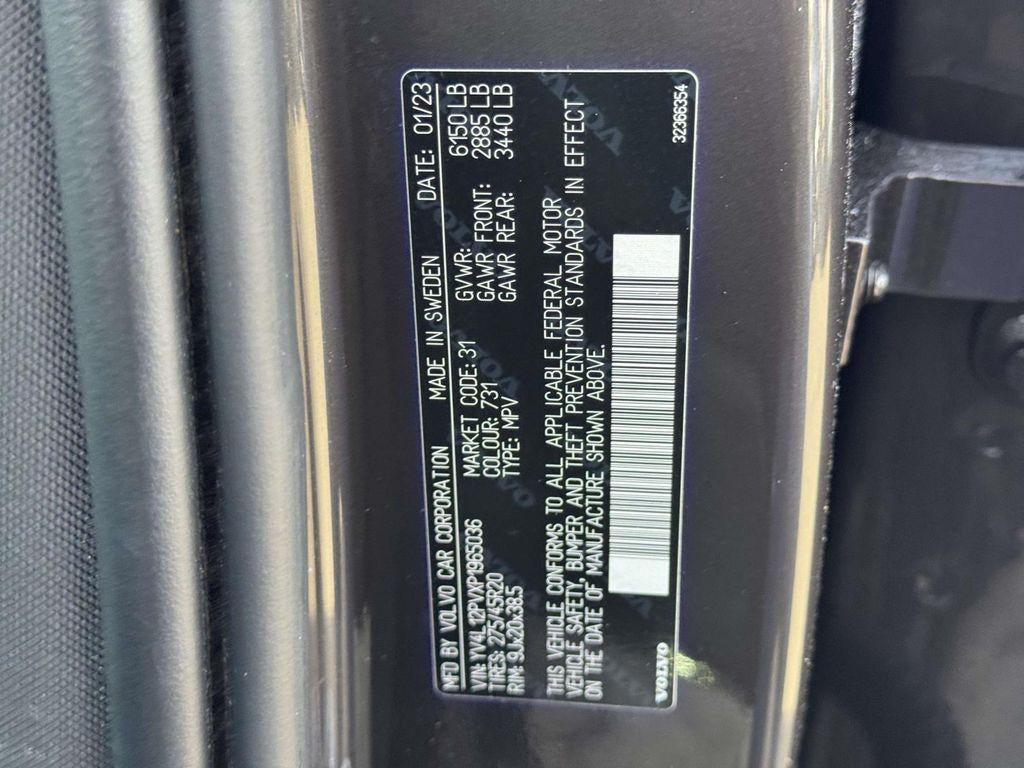 MFD BY VOLVO CAR CORPORATION MADE IN SWEDEN DATE: 01/23
VIN: YV4L12PVXP1965036 MARKET CODE: 31 GVWR: 6150 LB
TIRES: 275/45R20 COLOUR: 731 GAWR FRONT: 2885 LB
RIM: 9Jx20x38.5 TYPE: MPV GAWR REAR: 3440 LB
THIS VEHICLE CONFORMS TO ALL APPLICABLE FEDERAL MOTOR
VEHICLE SAFETY, BUMPER AND THEFT PREVENTION STANDARDS IN EFFECT
ON THE DATE OF MANUFACTURE SHOWN ABOVE.
VOLVO 32366354